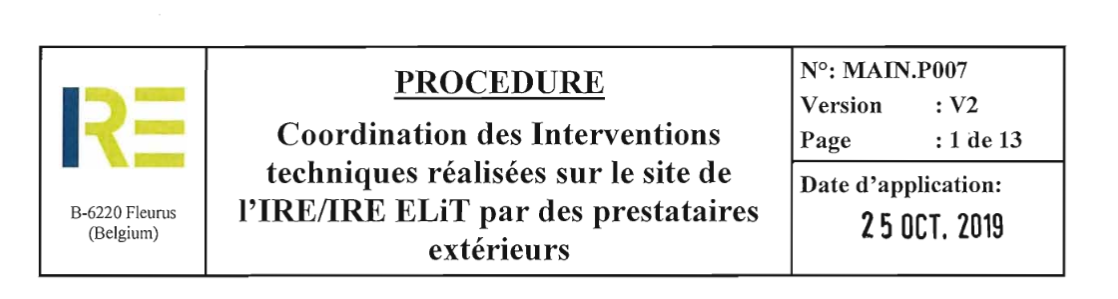 IRE
B-6220 Fleurus
(Belgium)
PROCEDURE
Coordination des Interventions
techniques réalisées sur le site de
l'IRE/IRE ELiT par des prestataires
extérieurs
N°: MAIN.P007
Version : V2
Page : 1 de 13
Date d'application:
25 OCT. 2019